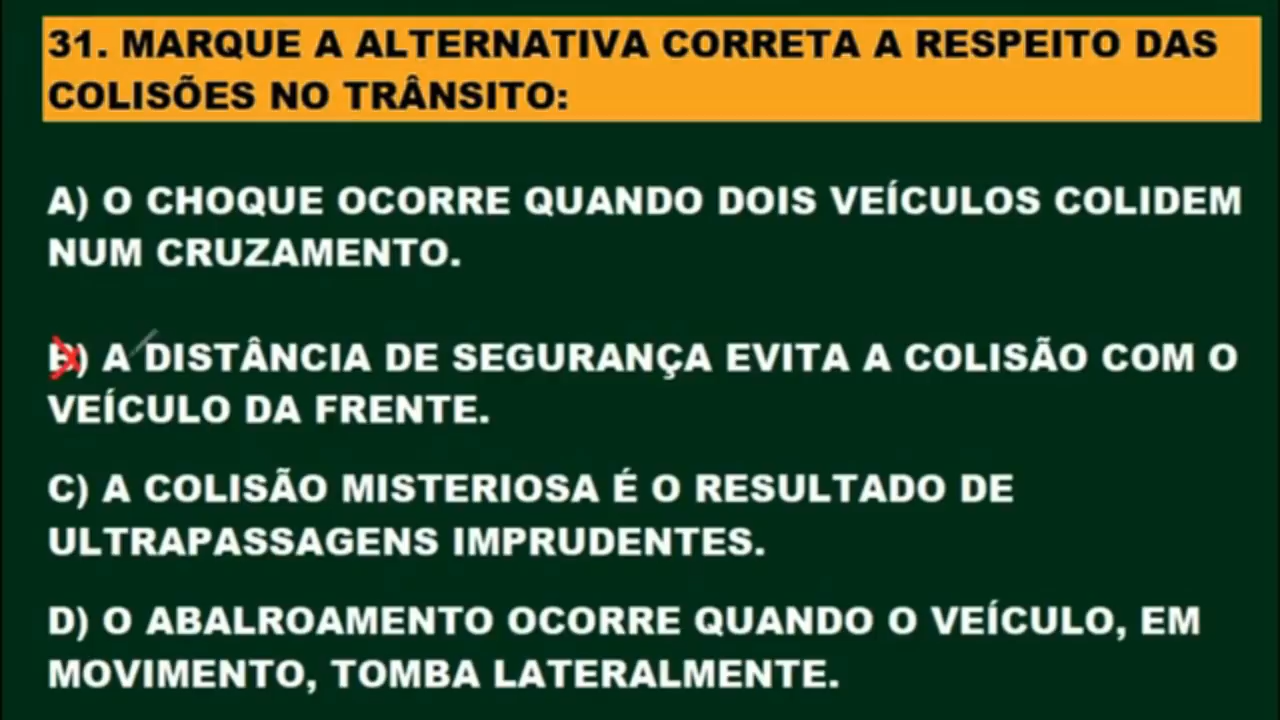 31. MARQUE A ALTERNATIVA CORRETA A RESPEITO DAS
COLISÕES NO TRÂNSITO:
A) O CHOQUE OCORRE QUANDO DOIS VEÍCULOS COLIDEM
NUM CRUZAMENTO.
B) A DISTÂNCIA DE SEGURANÇA EVITA A COLISÃO COM O
VEÍCULO DA FRENTE.
C) A COLISÃO MISTERIOSA É O RESULTADO DE
ULTRAPASSAGENS IMPRUDENTES.
D) O ABALROAMENTO OCORRE QUANDO O VEÍCULO, EM
MOVIMENTO, TOMBA LATERALMENTE.